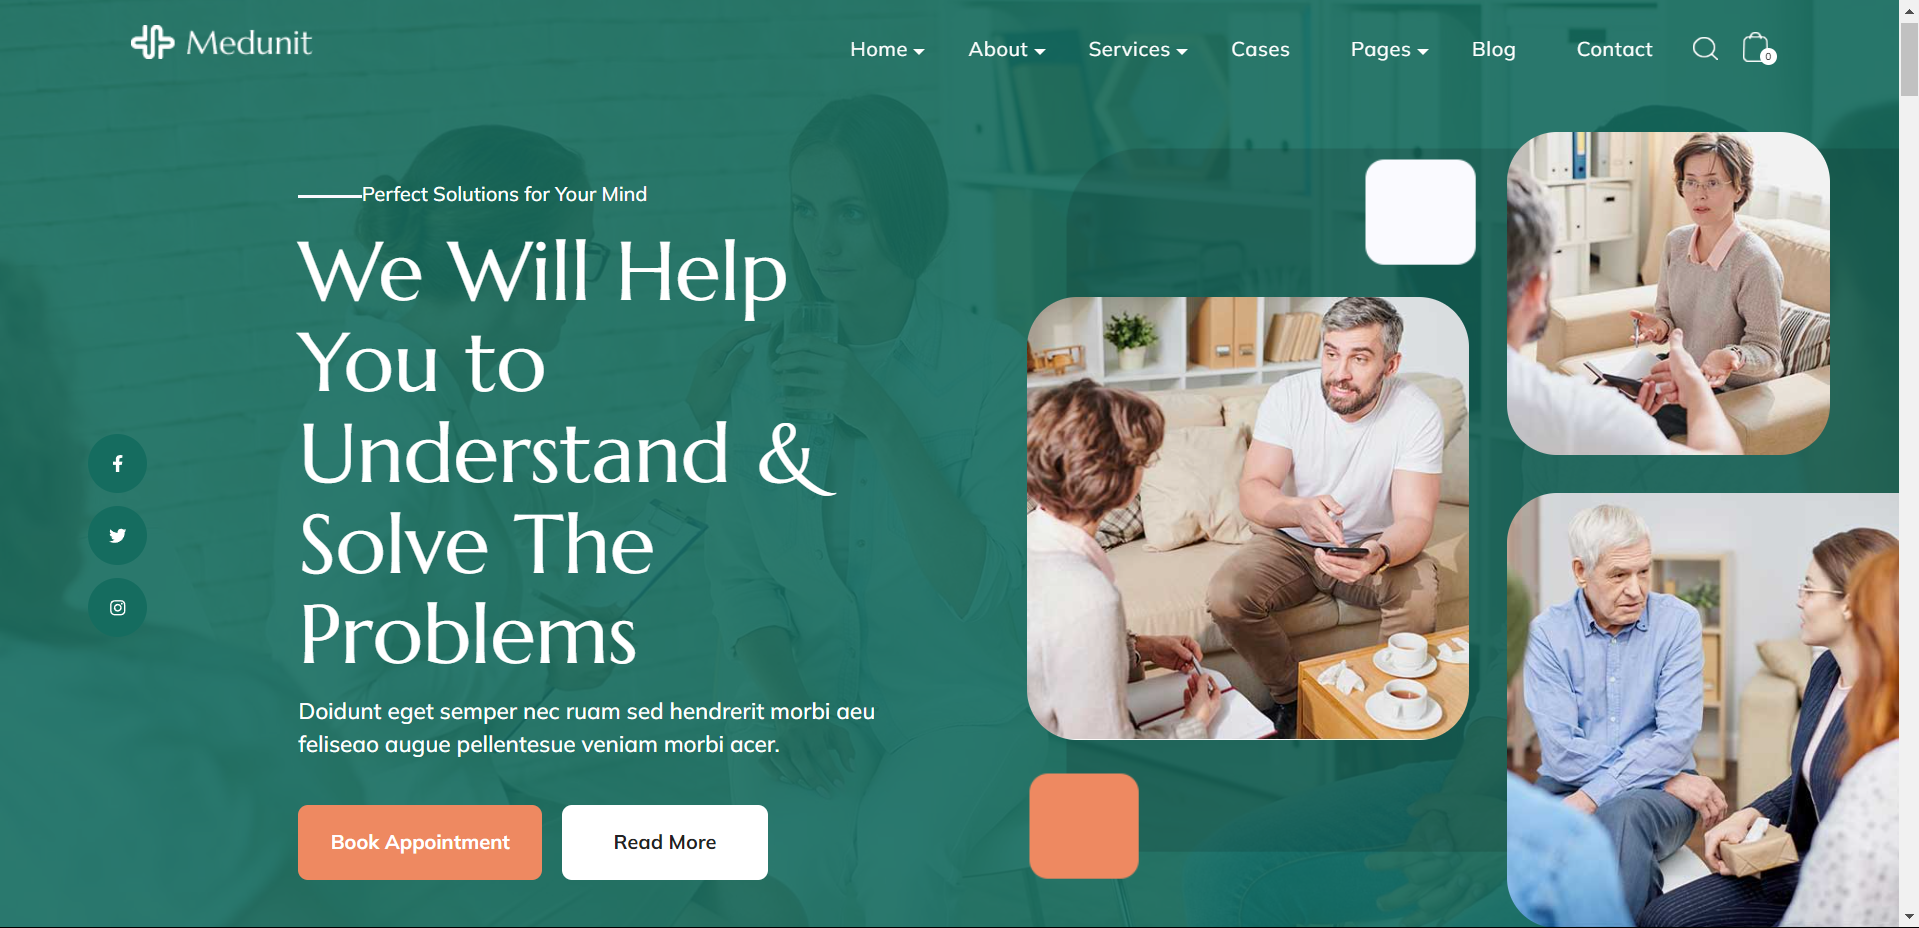 Medunit
Home
About
Services
Cases
Pages
Blog
Contact
0
Perfect Solutions for Your Mind
We Will Help
You to
Understand &
Solve The
Problems
Doidunt eget semper nec ruam sed hendrerit morbi aeu
feliseao augue pellentesue veniam morbi acer.
Book Appointment
Read More